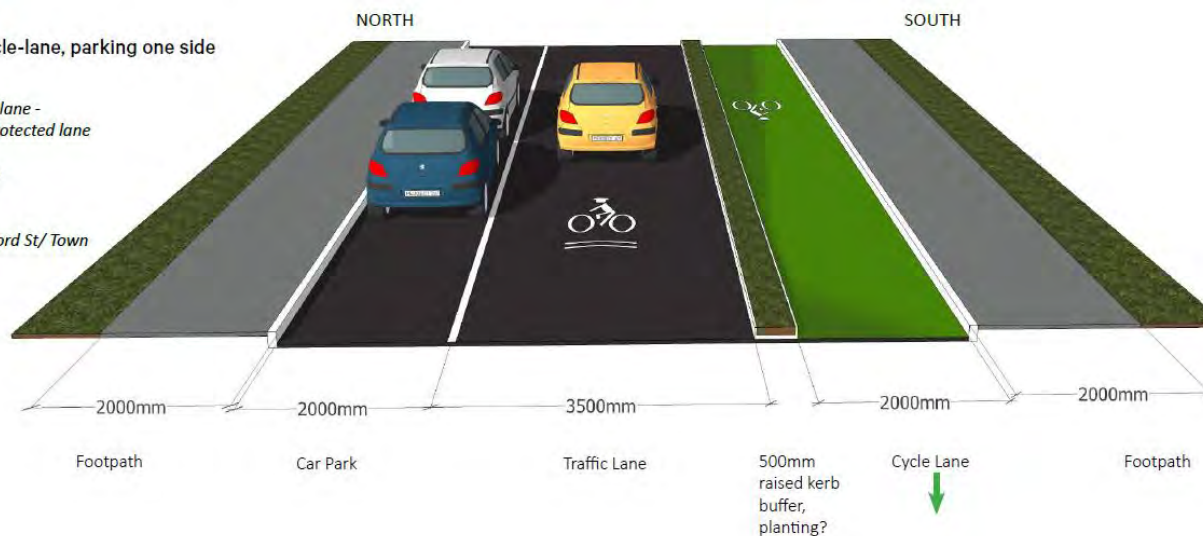 NORTH
SOUTH
cle-lane, parking one side
lane -
otected lane
ord St/ Town
2000mm
2000mm
3500mm
2000mm
2000mm
Footpath
Car Park
Traffic Lane
500mm
raised kerb
buffer,
planting?
Cycle Lane
Footpath